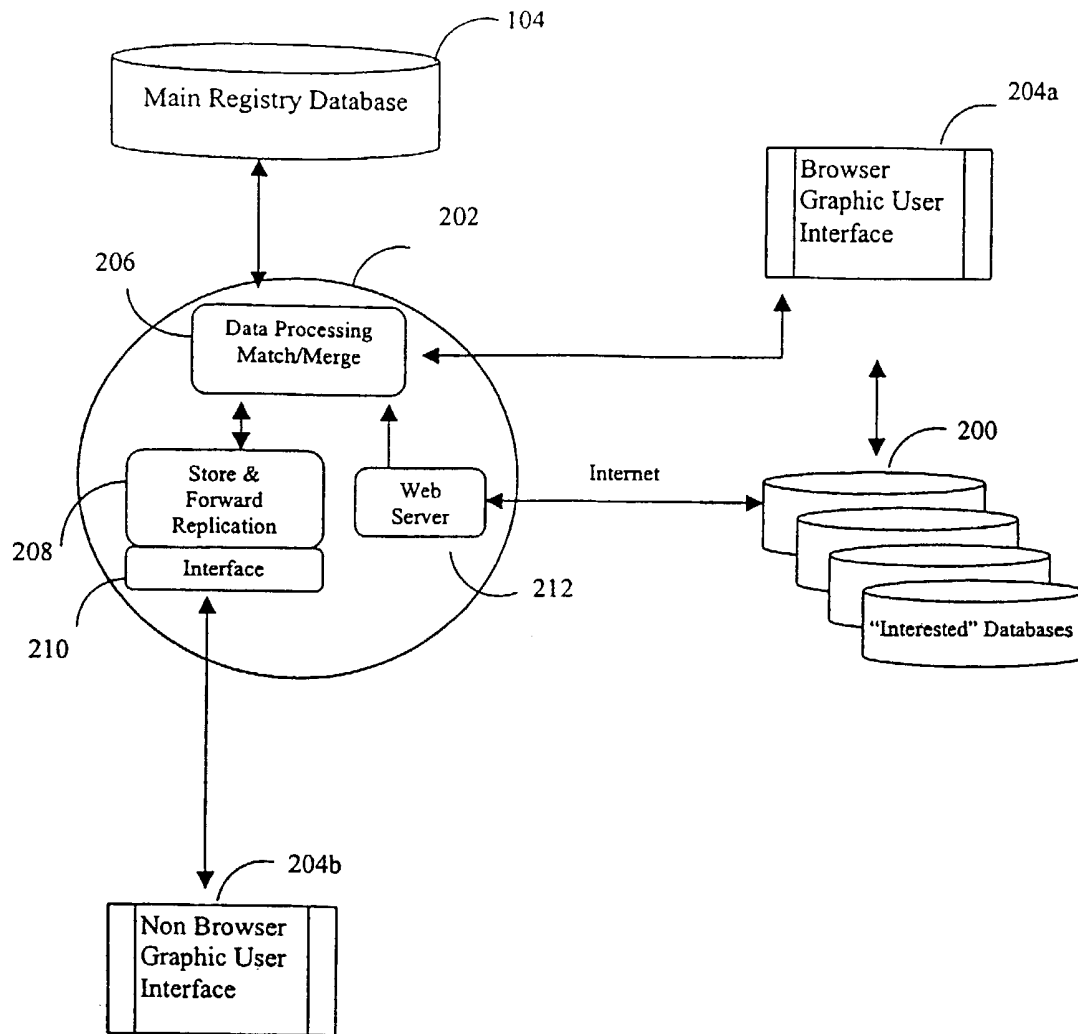 104
Main Registry Database
204a
Browser
Graphic User
Interface
202
206
Data Processing
Match/Merge
200
Store &
Forward
Replication
Web
Server
Internet
208
Interface
212
210
“Interested” Databases
204b
Non Browser
Graphic User
Interface